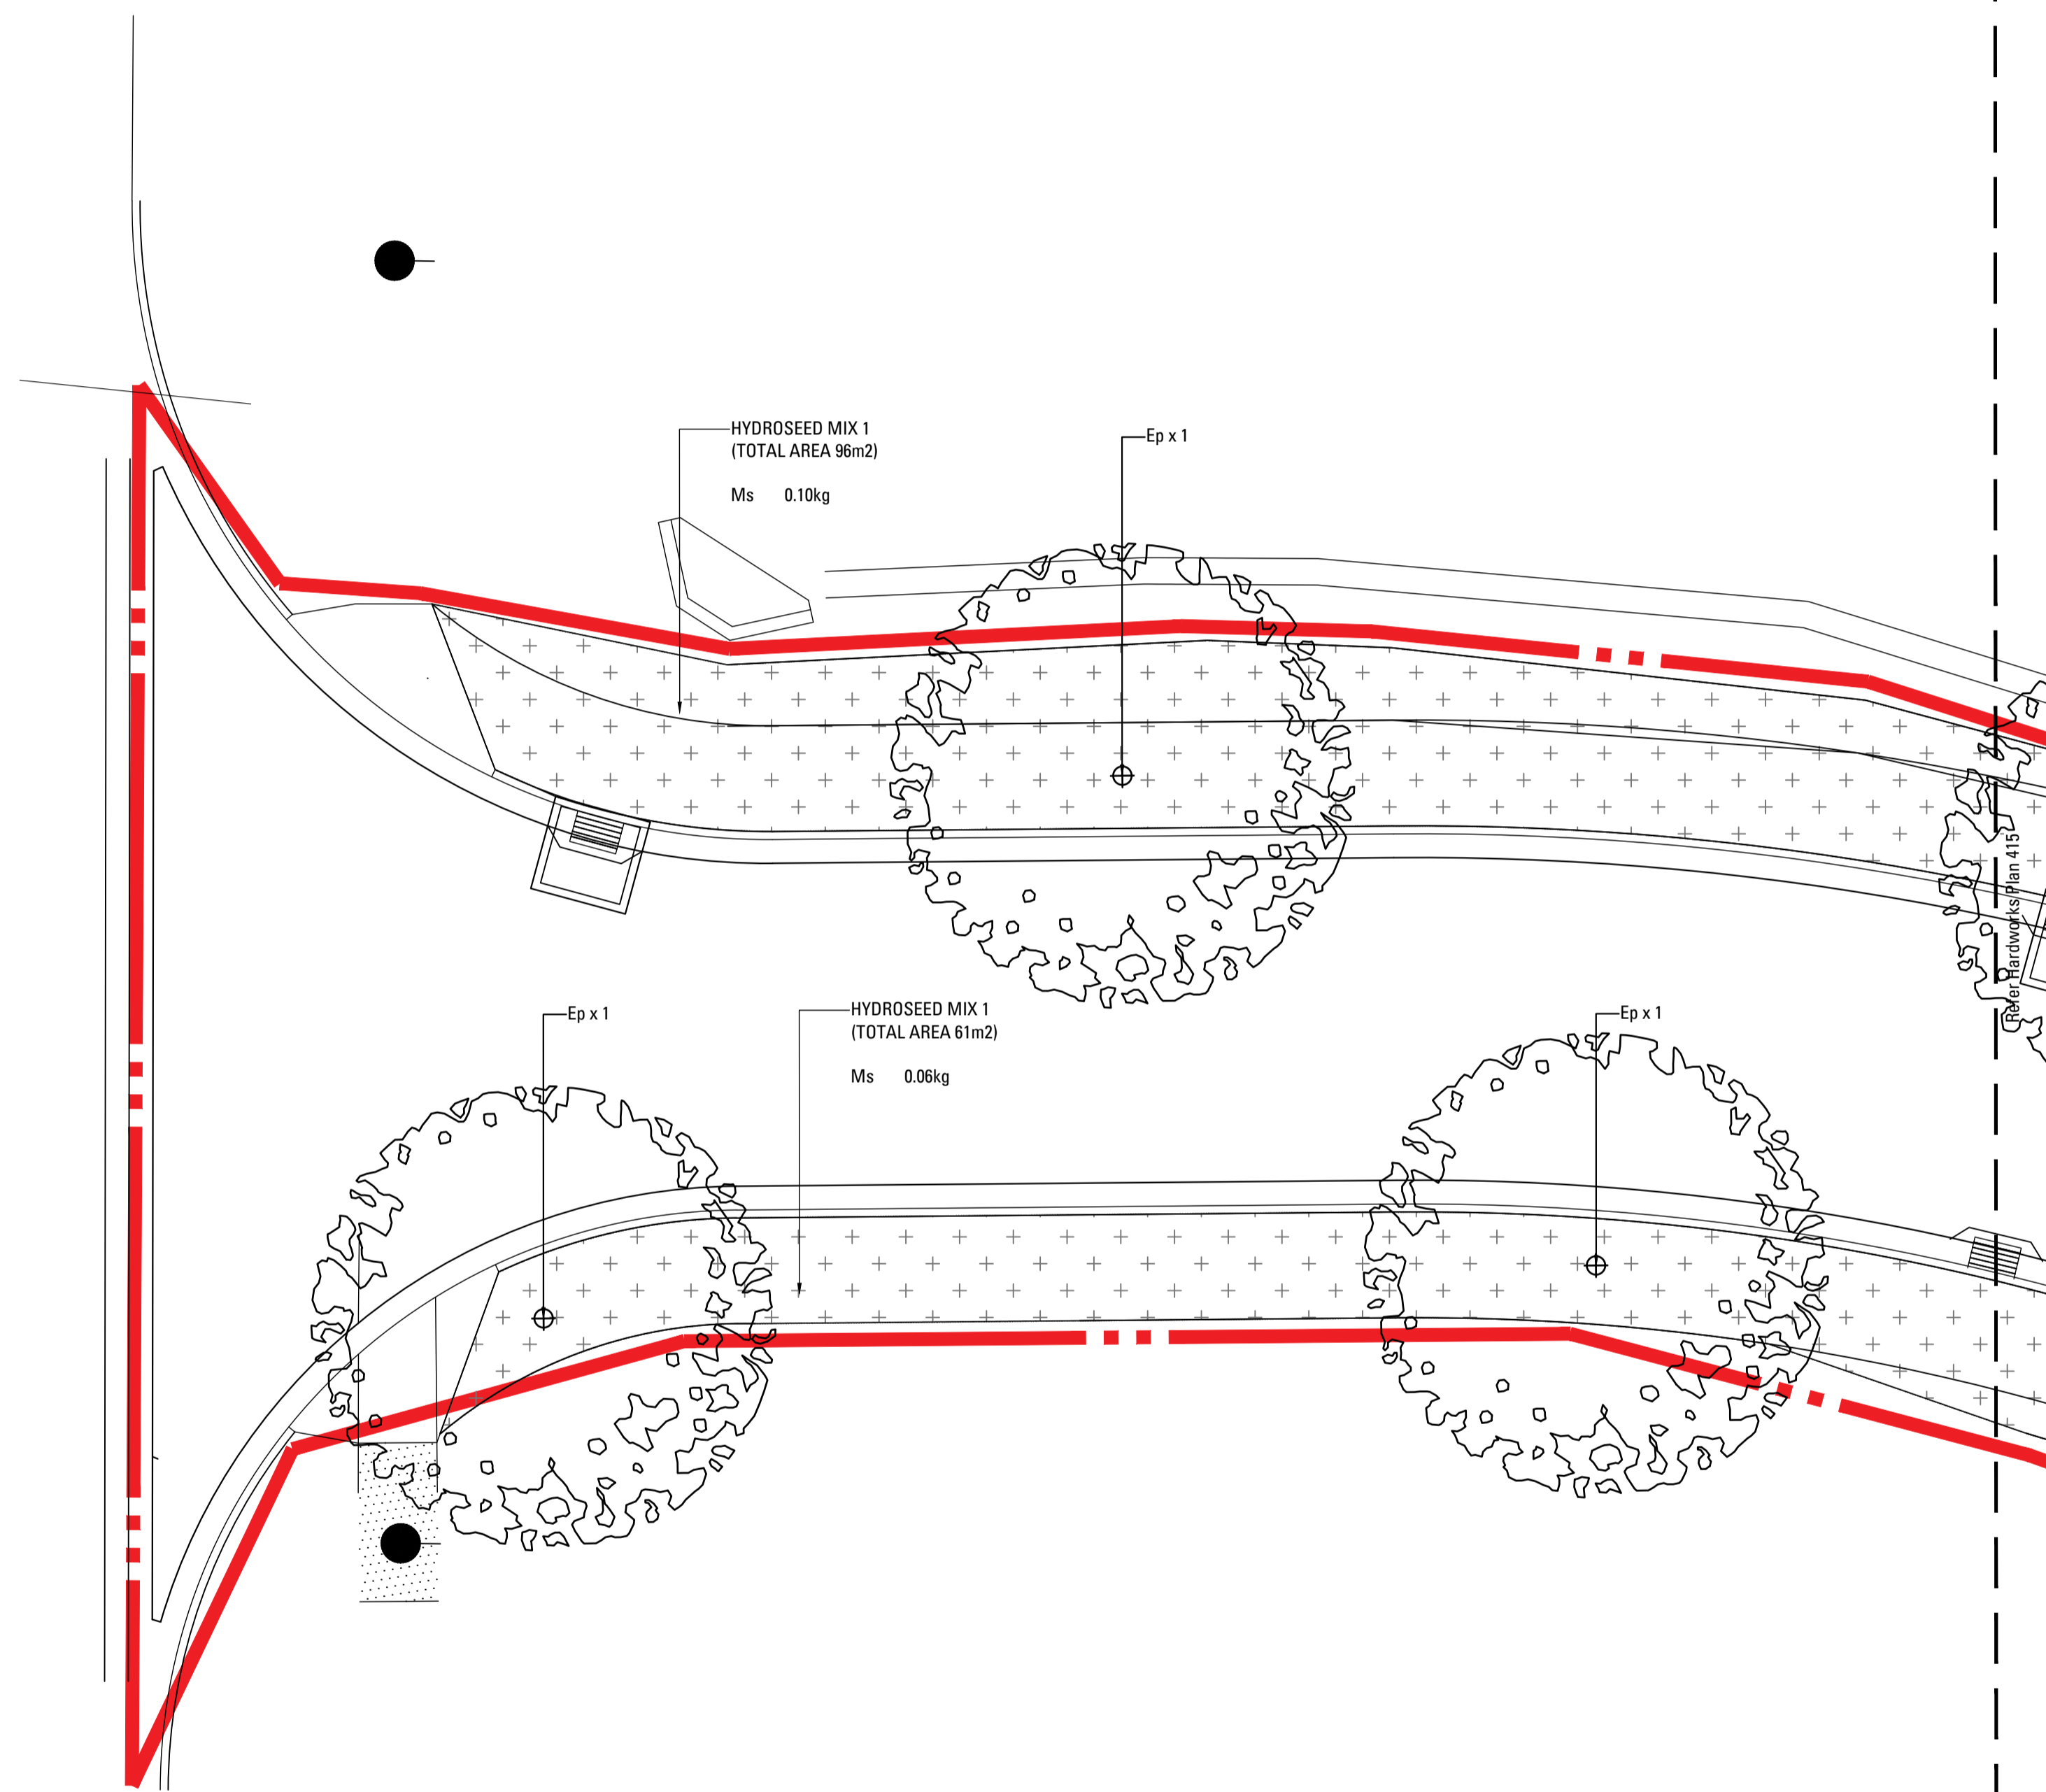 HYDROSEED MIX 1
(TOTAL AREA 96m2)
Ms 0.10kg
Ep x 1
Refer Hardworks Plan 415
Ep x 1
HYDROSEED MIX 1
(TOTAL AREA 61m2)
Ms 0.06kg
Ep x 1